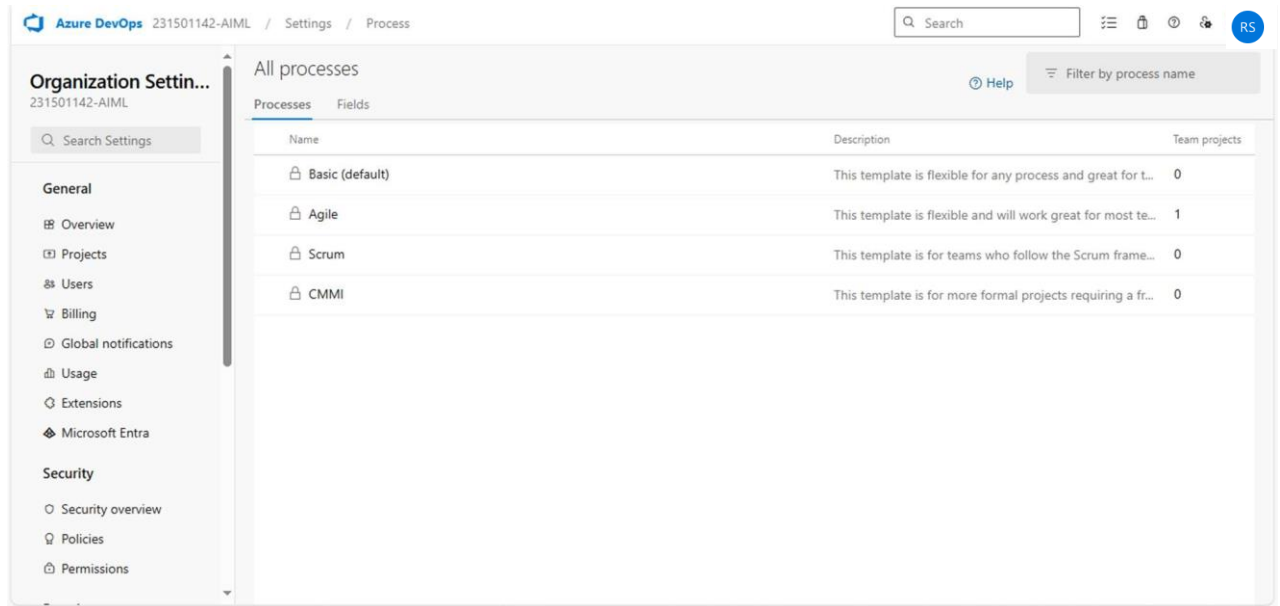 Azure DevOps 231501142-AIML / Settings / Process
Search
RS
Organization Settin...
231501142-AIML
Search Settings
General
Overview
Projects
Users
Billing
Global notifications
Usage
Extensions
Microsoft Entra
Security
Security overview
Policies
Permissions
All processes
Help
Filter by process name
Processes Fields
Name Description Team projects
Basic (default) This template is flexible for any process and great for t... 0
Agile This template is flexible and will work great for most te... 1
Scrum This template is for teams who follow the Scrum frame... 0
CMMI This template is for more formal projects requiring a fr... 0